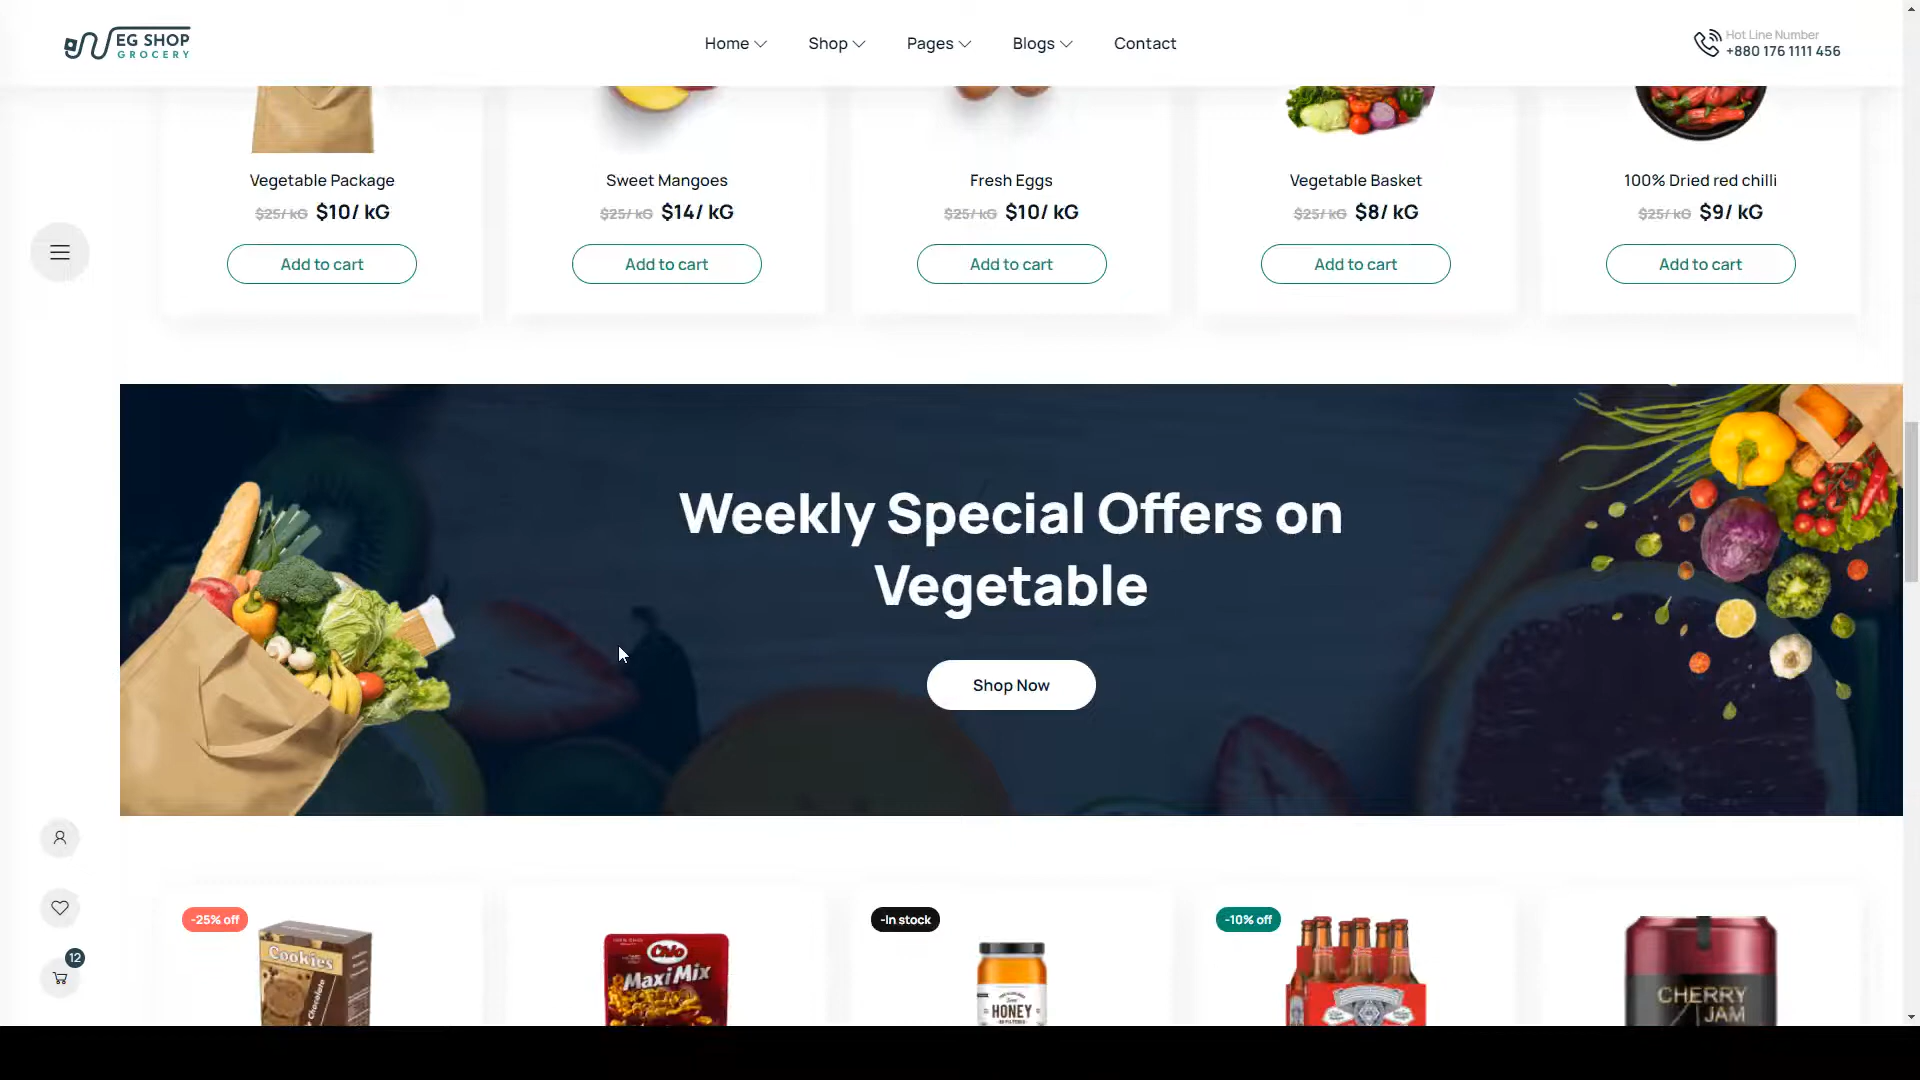 EG SHOP
GROCERY
Home
Shop
Pages
Blogs
Contact
Hot Line Number
+880 176 1111 456
Vegetable Package
$25/ kG $10/ kG
Add to cart
Sweet Mangoes
$25/ kG $14/ kG
Add to cart
Fresh Eggs
$25/ kG $10/ kG
Add to cart
Vegetable Basket
$25/ kG $8/ kG
Add to cart
100% Dried red chilli
$25/ kG $9/ kG
Add to cart
Weekly Special Offers on
Vegetable
Shop Now
12
-25% off
Cookies
Chocolate
Chio
Maxi Mix
-In stock
HONEY
-10% off
CHERRY
JAM